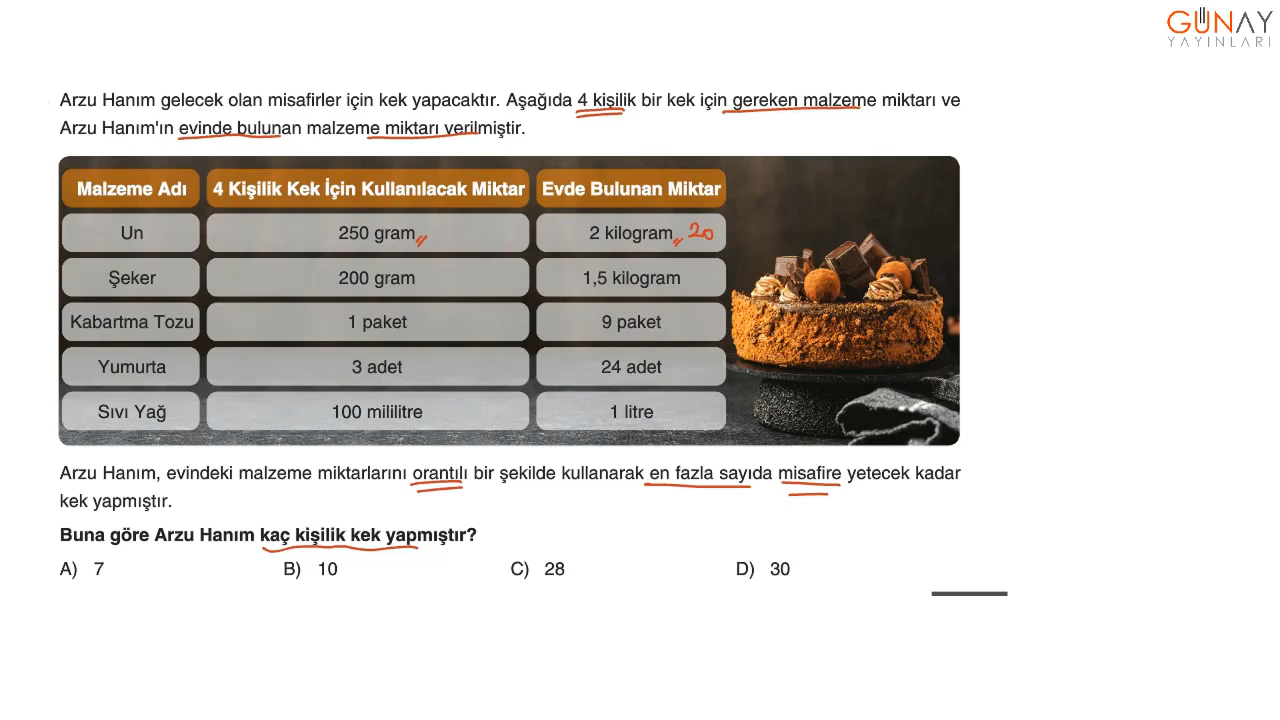 GÜNAY
YAYINLARI
Arzu Hanım gelecek olan misafirler için kek yapacaktır. Aşağıda 4 kişilik bir kek için gereken malzeme miktarı ve
Arzu Hanım'ın evinde bulunan malzeme miktarı verilmiştir.
Malzeme Adı 4 Kişilik Kek İçin Kullanılacak Miktar Evde Bulunan Miktar
Un 250 gram 2 kilogram 20
Şeker 200 gram 1,5 kilogram
Kabartma Tozu 1 paket 9 paket
Yumurta 3 adet 24 adet
Sıvı Yağ 100 mililitre 1 litre
Arzu Hanım, evindeki malzeme miktarlarını orantılı bir şekilde kullanarak en fazla sayıda misafire yetecek kadar
kek yapmıştır.
Buna göre Arzu Hanım kaç kişilik kek yapmıştır?
A) 7 B) 10 C) 28 D) 30